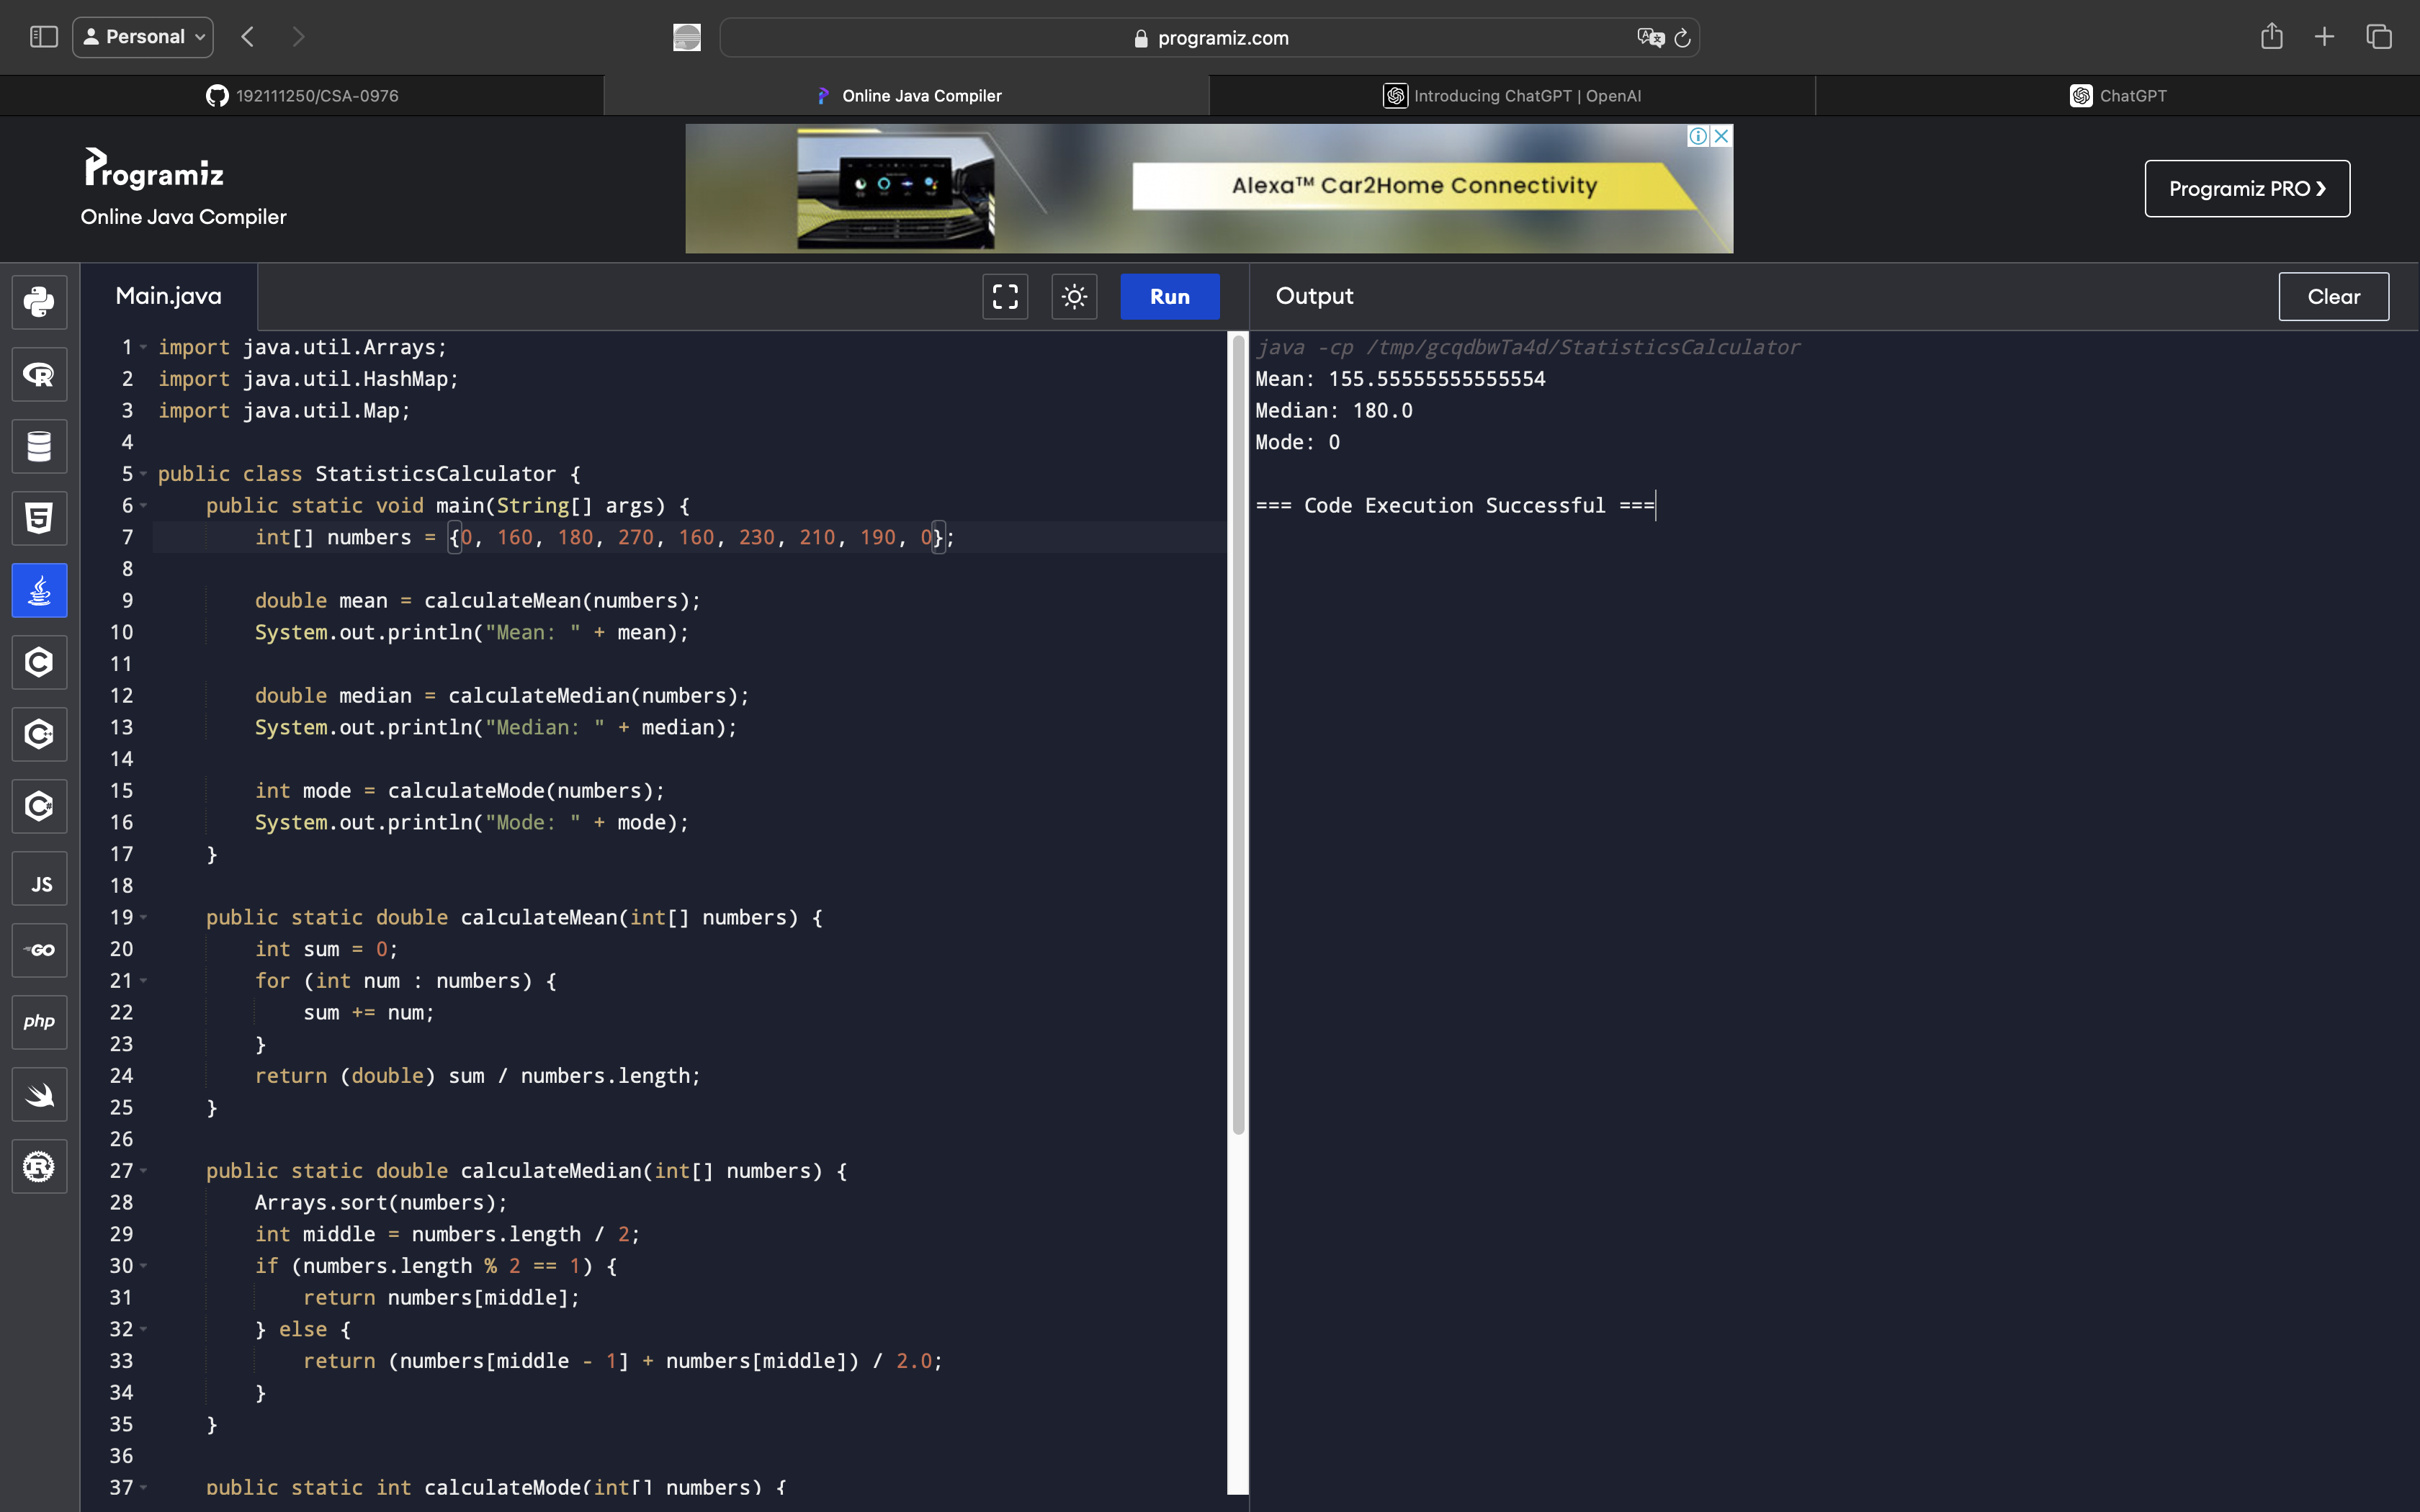 Personal
programiz.com
192111250/CSA-0976
Online Java Compiler
Introducing ChatGPT | OpenAI
ChatGPT
Programiz
Online Java Compiler
Alexa™ Car2Home Connectivity
Programiz PRO ❯
Main.java
Run
Output
Clear
1 import java.util.Arrays;
2 import java.util.HashMap;
3 import java.util.Map;
4
5 public class StatisticsCalculator {
6     public static void main(String[] args) {
7         int[] numbers = {0, 160, 180, 270, 160, 230, 210, 190, 0};
8
9         double mean = calculateMean(numbers);
10         System.out.println("Mean: " + mean);
11
12         double median = calculateMedian(numbers);
13         System.out.println("Median: " + median);
14
15         int mode = calculateMode(numbers);
16         System.out.println("Mode: " + mode);
17     }
18
19     public static double calculateMean(int[] numbers) {
20         int sum = 0;
21         for (int num : numbers) {
22             sum += num;
23         }
24         return (double) sum / numbers.length;
25     }
26
27     public static double calculateMedian(int[] numbers) {
28         Arrays.sort(numbers);
29         int middle = numbers.length / 2;
30         if (numbers.length % 2 == 1) {
31             return numbers[middle];
32         } else {
33             return (numbers[middle - 1] + numbers[middle]) / 2.0;
34         }
35     }
36
37     public static int calculateMode(int[] numbers) {
java -cp /tmp/gcqdbwTa4d/StatisticsCalculator
Mean: 155.55555555555554
Median: 180.0
Mode: 0
=== Code Execution Successful ===
R
5
C
C++
C#
JS
GO
php
R